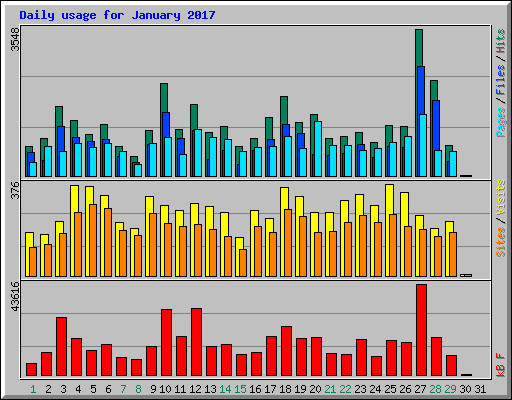 Daily usage for January 2017
3548
Pages / Files / Hits
376
Sites / Visits
43616
kB F
1 2 3 4 5 6 7 8 9 10 11 12 13 14 15 16 17 18 19 20 21 22 23 24 25 26 27 28 29 30 31